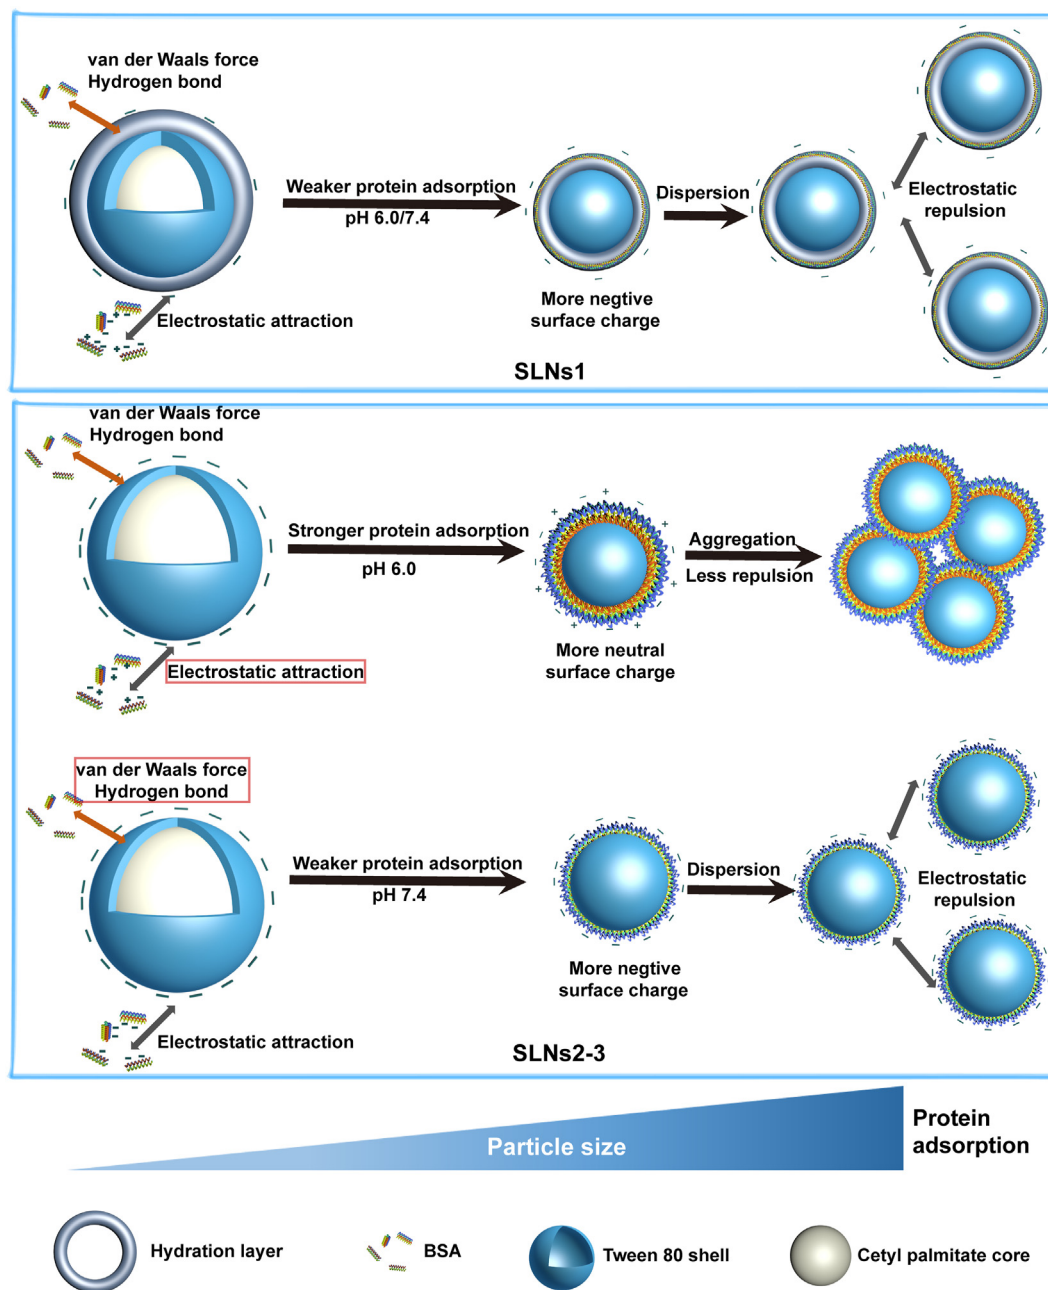 van der Waals force
Hydrogen bond
Weaker protein adsorption
pH 6.0/7.4
Dispersion
Electrostatic
repulsion
More negtive
surface charge
Electrostatic attraction
SLNs1
van der Waals force
Hydrogen bond
Stronger protein adsorption
pH 6.0
Aggregation
Less repulsion
More neutral
surface charge
Electrostatic attraction
van der Waals force
Hydrogen bond
Weaker protein adsorption
pH 7.4
Dispersion
Electrostatic
repulsion
More negtive
surface charge
Electrostatic attraction
SLNs2-3
Particle size
Protein
adsorption
Hydration layer
BSA
Tween 80 shell
Cetyl palmitate core